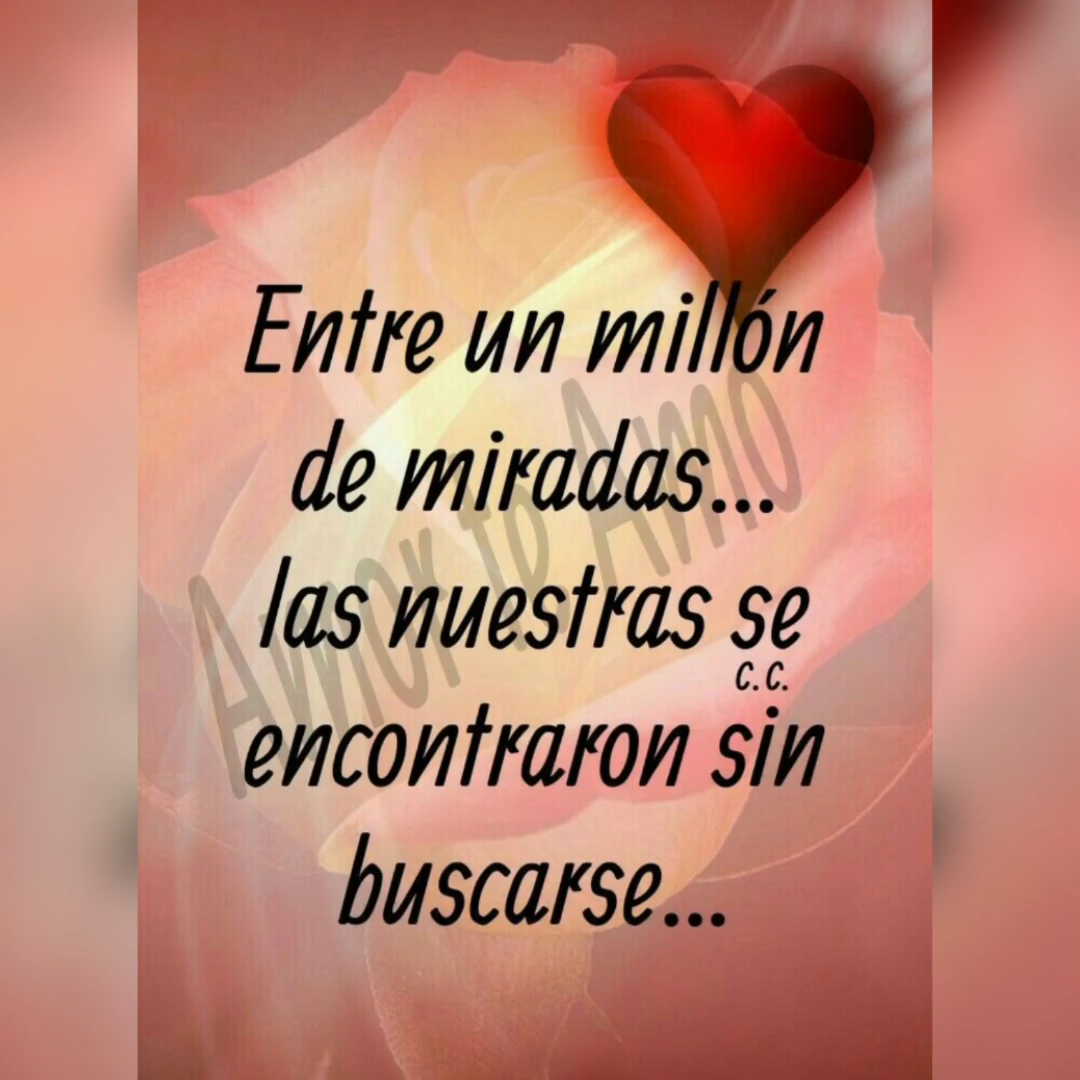 Entre un millón
de miradas...
las nuestras se
c.c.
encontraron sin
buscarse...
Amor te Amo